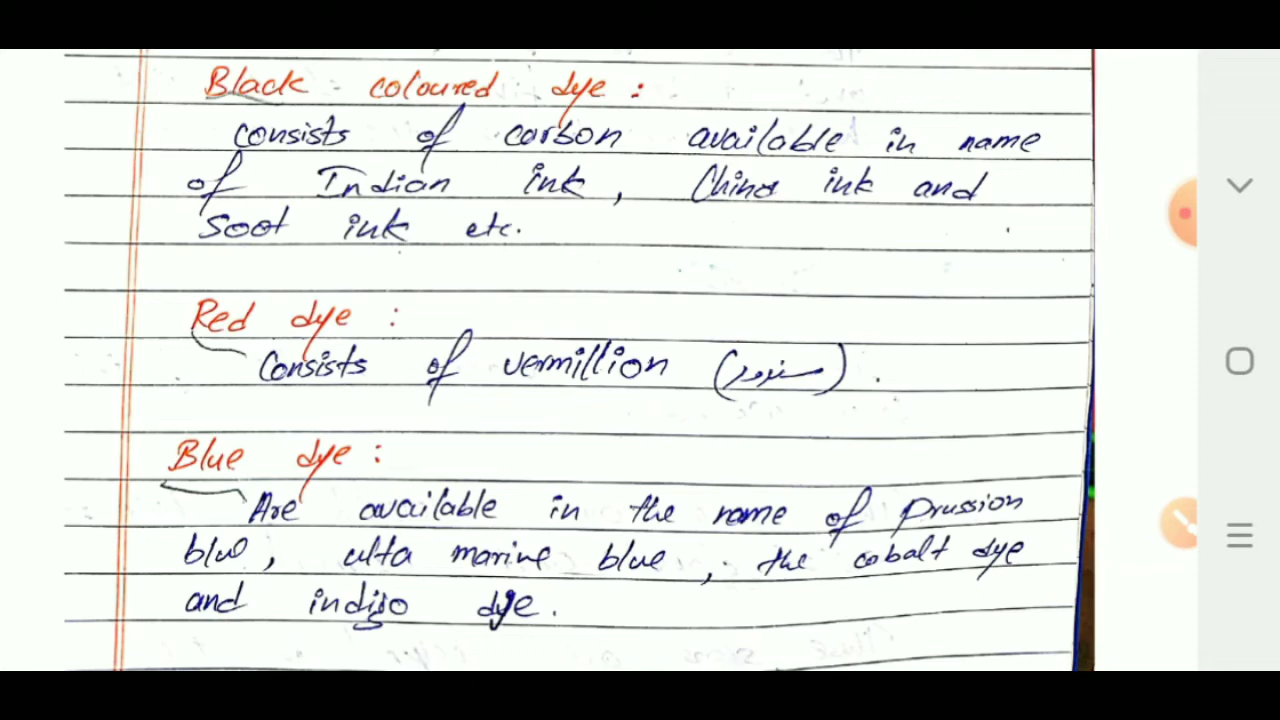 Black coloured dye :
consists of carbon available in name
of Indian ink, China ink and
Soot ink etc.
Red dye :
Consists of vermillion (سندور).
Blue dye :
Are available in the name of prussion
blue, ulta marine blue, the cobalt dye
and indigo dye.